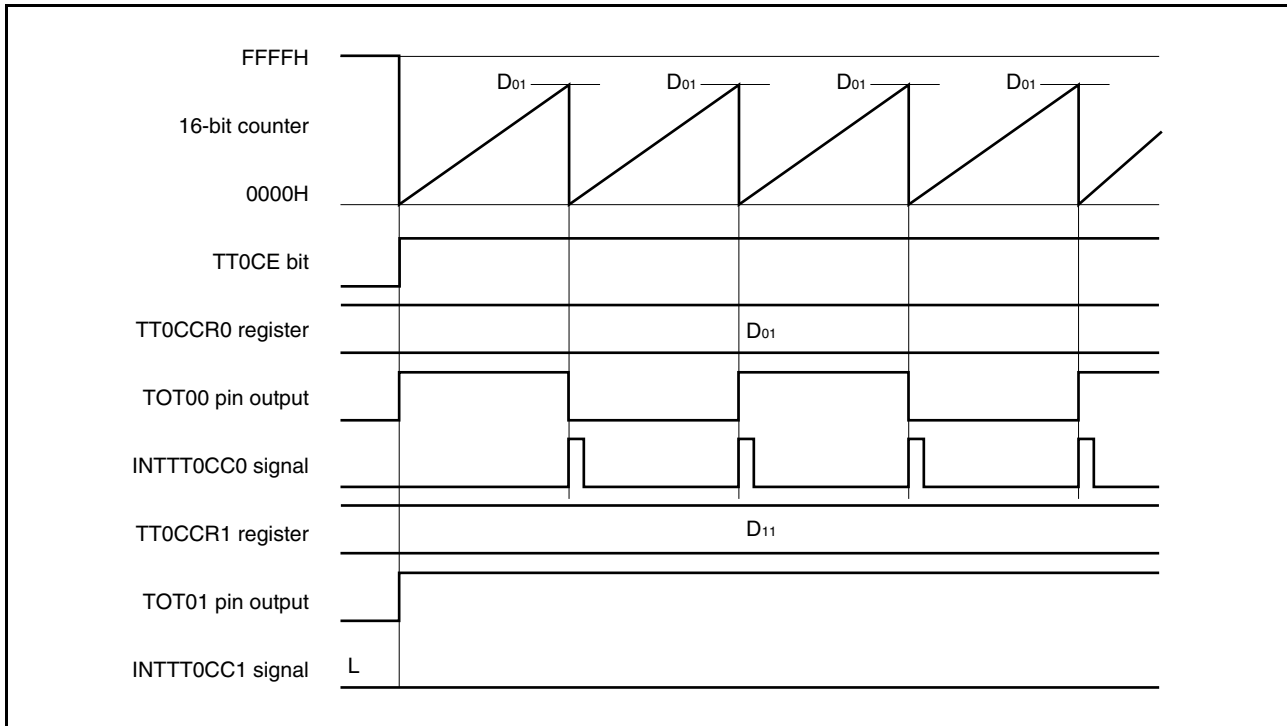 FFFFH
D01 D01 D01 D01
16-bit counter
0000H
TT0CE bit
TT0CCR0 register
D01
TOT00 pin output
INTTT0CC0 signal
TT0CCR1 register
D11
TOT01 pin output
INTTT0CC1 signal
L